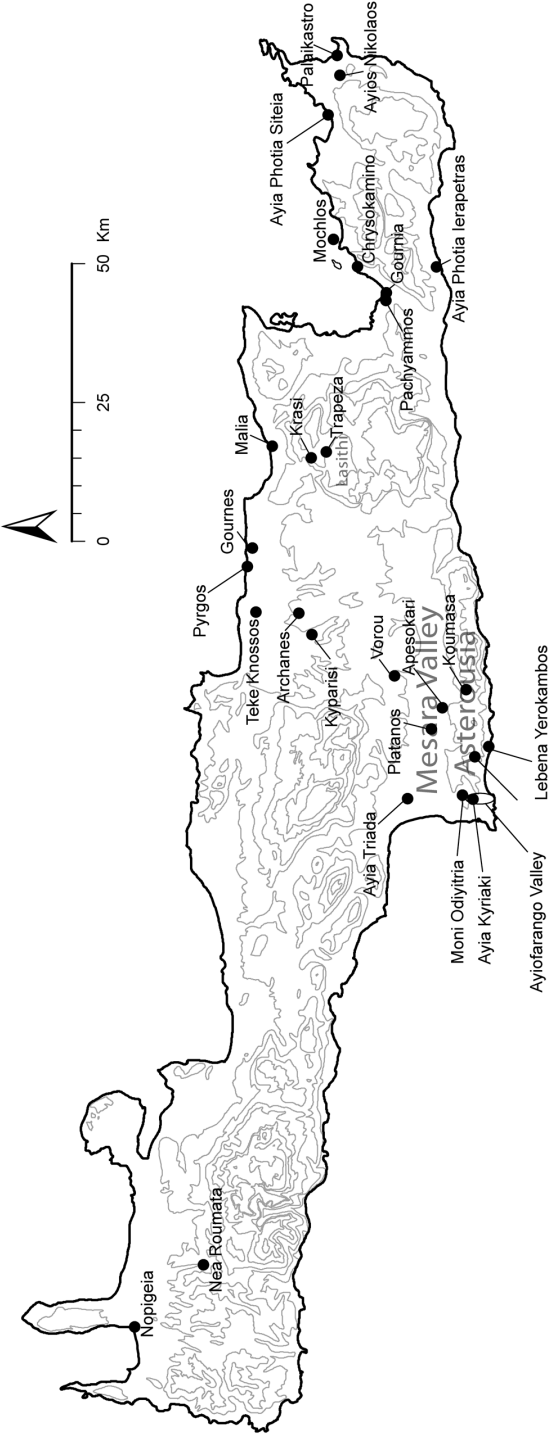 0
25
50 Km
Nopigeia
Nea Roumata
Pyrgos
Gournes
Malia
Teke Knossos
Archanes
Kyparisi
Krasi
Trapeza
Lasithi
Mochlos
Chrysokamino
Gournia
Pachyammos
Ayia Photia Siteia
Palaikastro
Ayios Nikolaos
Ayia Photia Ierapetras
Vorou
Apesokari
Platanos
Koumasa
Mesara Valley
Asterousia
Ayia Triada
Moni Odiyitria
Ayia Kyriaki
Ayiofarango Valley
Lebena Yerokambos